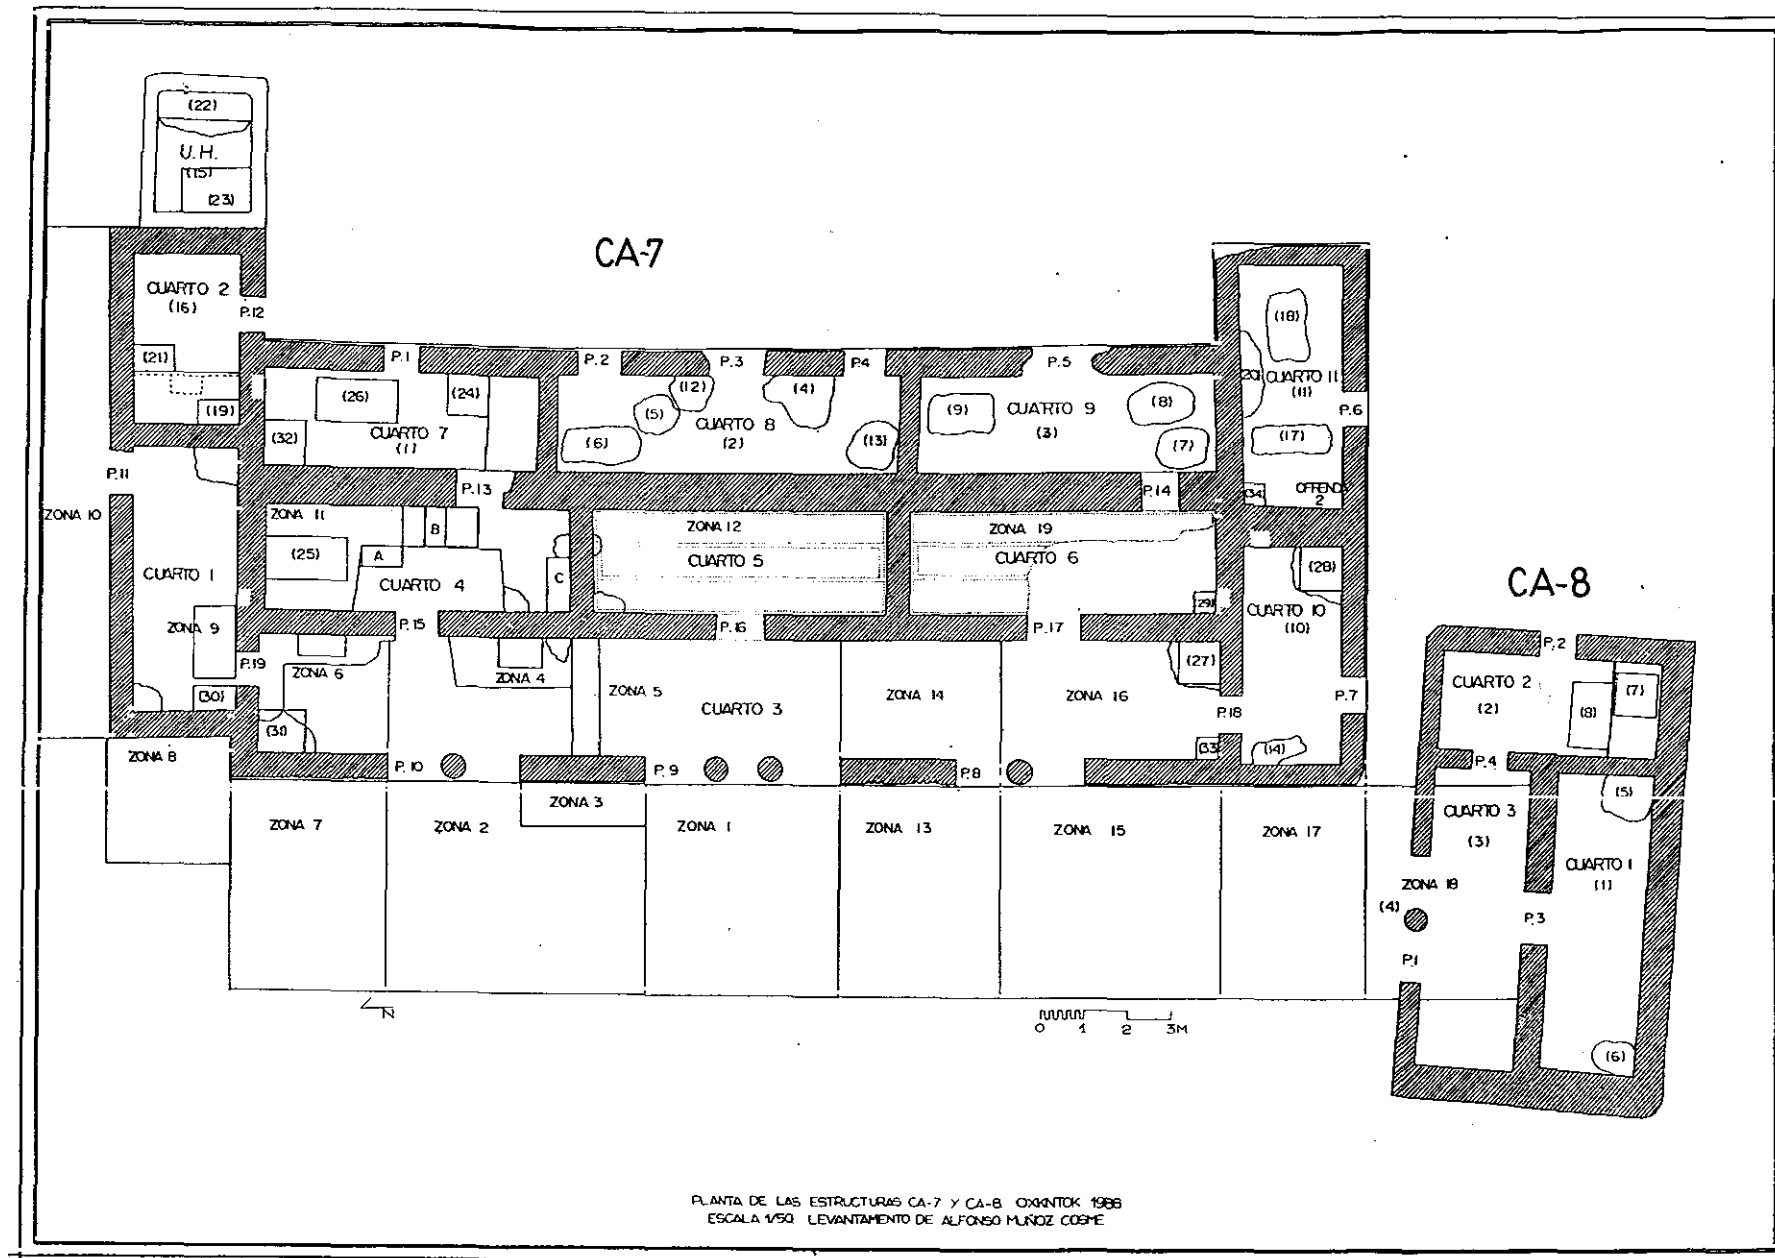 (22)
U.H.
(15)
(23)
CA-7
CUARTO 2
(16)
P.12
(21)
(19)
P.1
P.2
P.3
P.4
P.5
(18)
CUARTO 11
(11)
P.6
(17)
(34)
OFRENDA
2
(26)
(24)
(32)
CUARTO 7
(1)
(12)
(4)
(5)
(6)
CUARTO 8
(2)
(13)
(9)
CUARTO 9
(3)
(8)
(7)
P.11
P.13
P.14
ZONA 10
ZONA 11
B
A
(25)
C
CUARTO 4
ZONA 12
CUARTO 5
ZONA 19
CUARTO 6
(29)
(28)
CUARTO 10
(10)
CUARTO 1
ZONA 9
P.19
(30)
P.15
P.16
P.17
ZONA 6
ZONA 4
ZONA 5
CUARTO 3
ZONA 14
ZONA 16
(27)
P.18
P.7
(31)
(33
(14)
ZONA 8
P.10
P.9
P.8
ZONA 3
ZONA 7
ZONA 2
ZONA 1
ZONA 13
ZONA 15
ZONA 17
CA-8
P.2
CUARTO 2
(2)
(8)
(7)
P.4
(5)
CUARTO 3
(3)
CUARTO 1
(1)
ZONA 18
(4)
P.3
P.1
(6)
N
0 1 2 3M
PLANTA DE LAS ESTRUCTURAS CA-7 Y CA-8 OXKNTOK 1986
ESCALA 1/50 LEVANTAMENTO DE ALFONSO MUÑOZ COSME